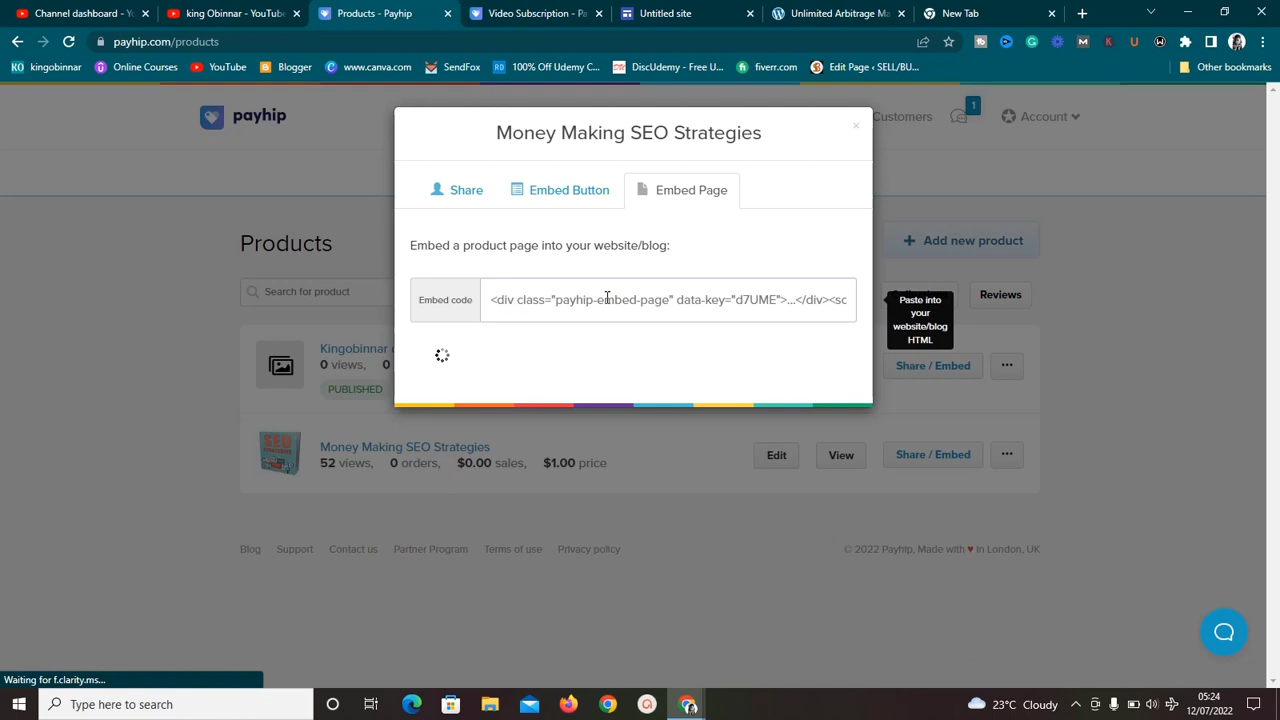 Channel dashboard - YouTu
king Obinnar - YouTube
Products - Payhip
Video Subscription - Pa
Untitled site
Unlimited Arbitrage Ma
New Tab
payhip.com/products
kingobinnar
Online Courses
YouTube
Blogger
www.canva.com
SendFox
100% Off Udemy C...
DiscUdemy - Free U...
fiverr.com
Edit Page ‹ SELL/BU...
Other bookmarks
payhip
Customers
1
Account
Money Making SEO Strategies
×
Share
Embed Button
Embed Page
Embed a product page into your website/blog:
Embed code
<div class="payhip-embed-page" data-key="d7UME">...</div><sc
Paste into
your
website/blog
HTML
Products
+ Add new product
Search for product
Reviews
Kingobinnar
0 views, 0
PUBLISHED
Share / Embed
...
Money Making SEO Strategies
52 views, 0 orders, $0.00 sales, $1.00 price
Edit
View
Share / Embed
...
Blog
Support
Contact us
Partner Program
Terms of use
Privacy policy
© 2022 Payhip, Made with ♥ in London, UK
Waiting for f.clarity.ms...
Type here to search
23°C Cloudy
05:24
12/07/2022